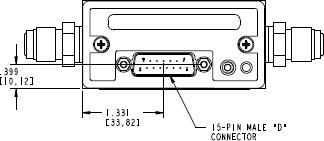 .399
[10,12]
1.331
[33,82]
15-PIN MALE "D"
CONNECTOR